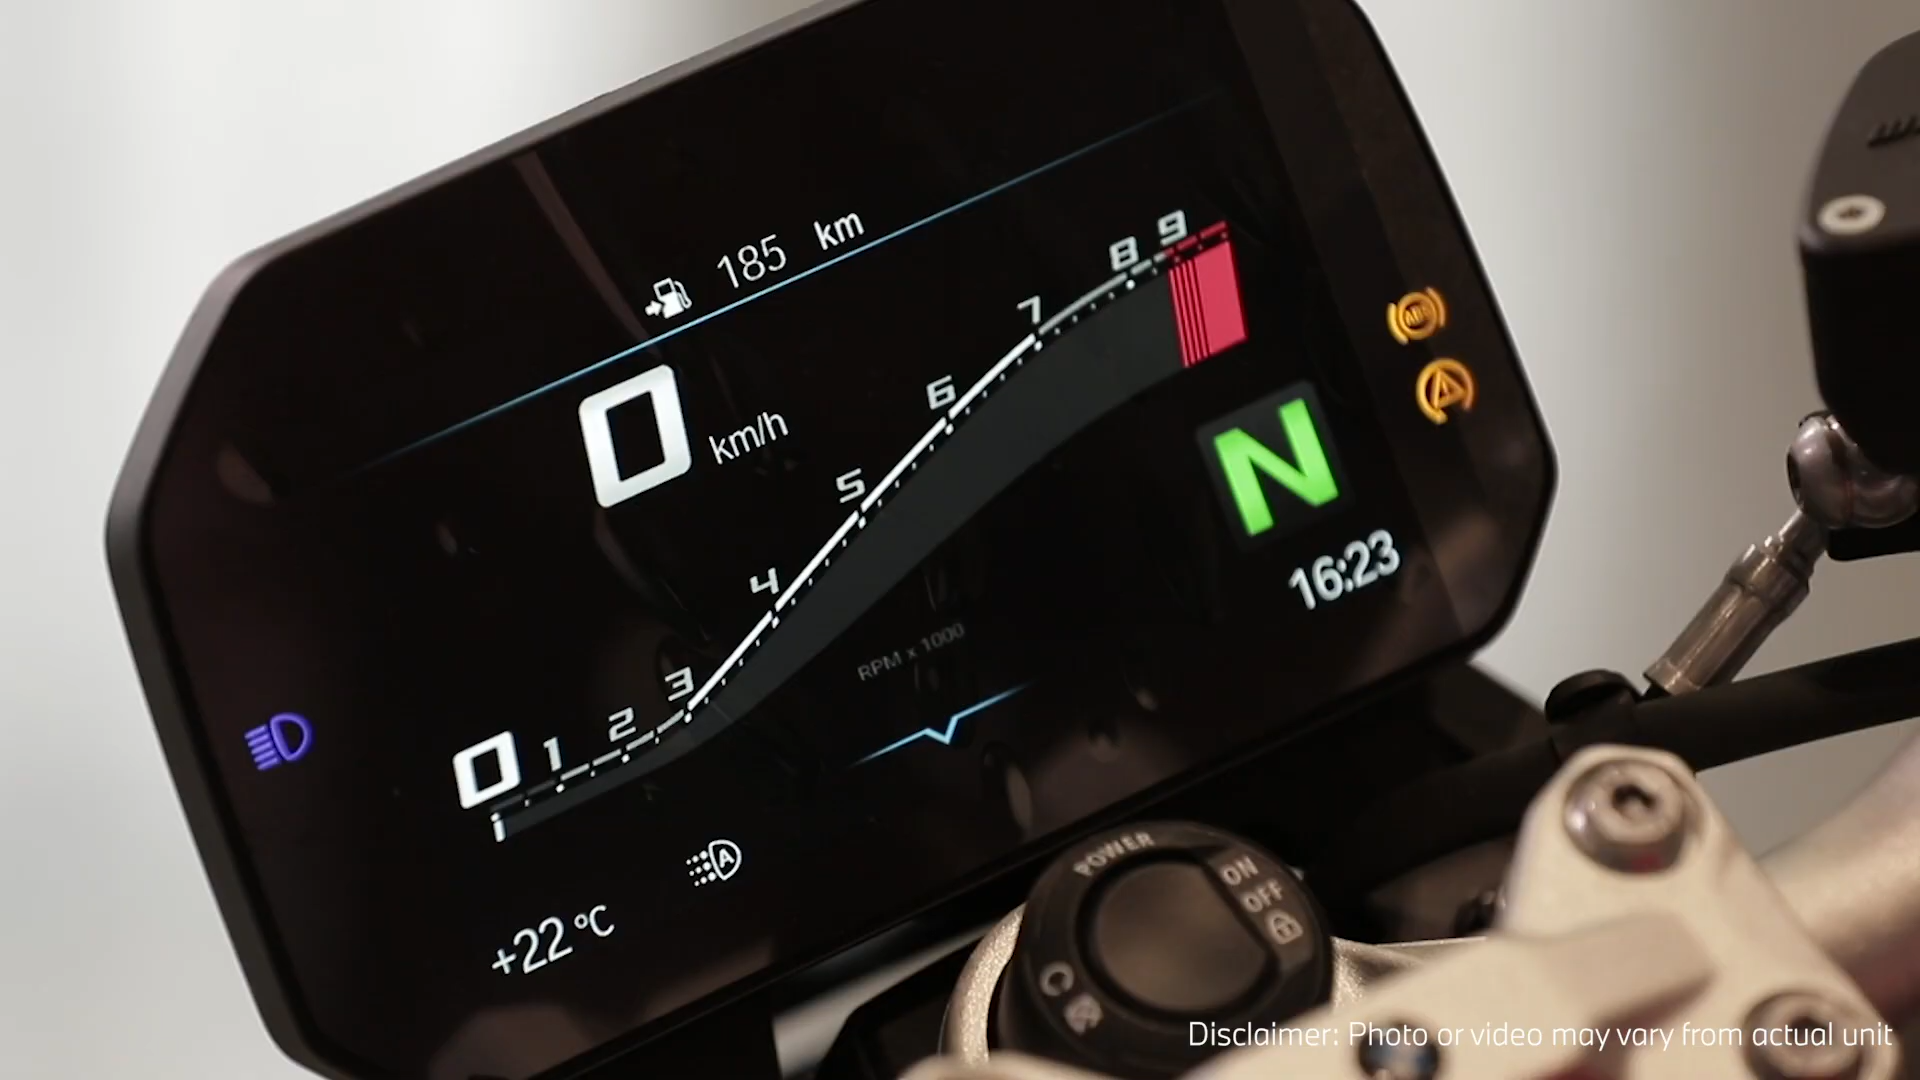 185 km
0 km/h
9
8
7
6
5
4
3
2
1
0
N
16:23
RPM x 1000
ABS
A
+22 °C
POWER
ON
OFF
Disclaimer: Photo or video may vary from actual unit